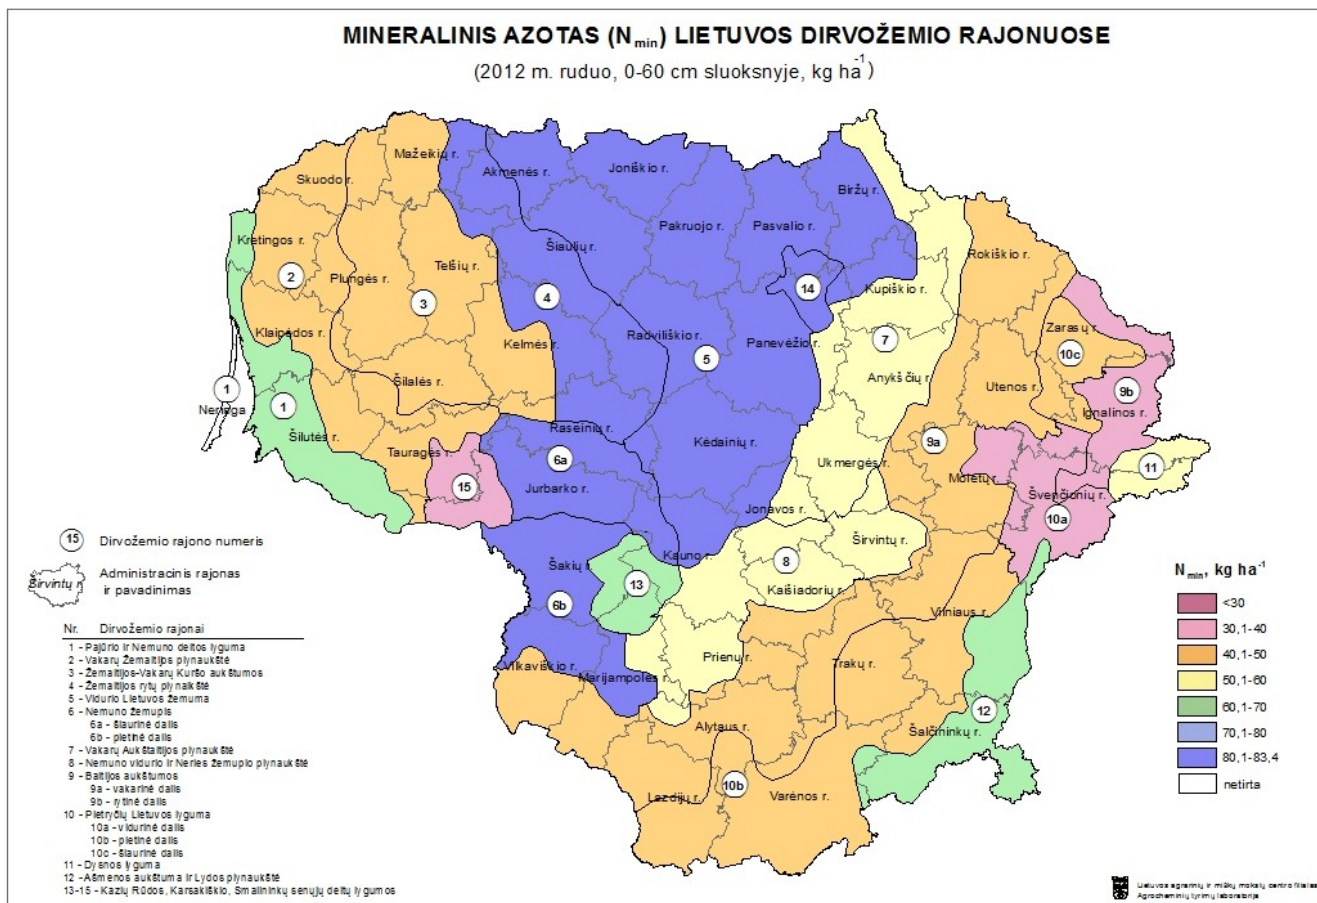 MINERALINIS AZOTAS (Nmin) LIETUVOS DIRVOŽEMIO RAJONUOSE
(2012 m. ruduo, 0-60 cm sluoksnyje, kg ha-1)
Mažeikių r.
Akmenės r.
Joniškio r.
Skuodo r.
Biržų r.
Pakruojo r.
Pasvalio r.
Kretingos r.
Šiaulių r.
Rokiškio r.
Telšių r.
2
Plungės r.
14
Kupiškio r.
3
4
Klaipėdos r.
Radviliškio r.
Zarasų r.
Kelmės r.
5
Panevėžio r.
7
10c
Anykščių r.
Utenos r.
1
Neringa
Šilalės r.
9b
1
Ignalinos r.
Šilutės r.
Raseinių r.
Kėdainių r.
9a
Tauragės r.
6a
Ukmergės r.
11
15
Jurbarko r.
Molėtų r.
Švenčionių r.
Jonavos r.
10a
Širvintų r.
Kauno r.
8
Šakių r.
13
Kaišiadorių r.
6b
Vilniaus r.
Prienų r.
Trakų r.
Vilkaviškio r.
Marijampolės r.
12
Alytaus r.
Šalčininkų r.
10b
Lazdijų r.
Varėnos r.
15 Dirvožemio rajono numeris
Širvintų r. Administracinis rajonas
ir pavadinimas
Nr. Dirvožemio rajonai
1 - Pajūrio ir Nemuno deltos lyguma
2 - Vakarų Žemaitijos plynaukštė
3 - Žemaitijos-Vakarų Kuršo aukštumos
4 - Žemaitijos rytų plynaikštė
5 - Vidurio Lietuvos žemuma
6 - Nemuno žemupis
6a - šiaurinė dalis
6b - pietinė dalis
7 - Vakarų Aukštaitijos plynaukštė
8 - Nemuno vidurio ir Neries žemupio plynaukštė
9 - Baltijos aukštumos
9a - vakarinė dalis
9b - rytinė dalis
10 - Pietryčių Lietuvos lyguma
10a - vidurinė dalis
10b - pietinė dalis
10c - šiaurinė dalis
11 - Dysnos lyguma
12 - Ašmenos aukštuma ir Lydos plynaukštė
13-15 - Kazlų Rūdos, Karsakiškio, Smalininkų senųjų deltų lygumos
Nmin, kg ha-1
<30
30,1-40
40,1-50
50,1-60
60,1-70
70,1-80
80,1-83,4
netirta
Lietuvos agrarinių ir miškų mokslų centro filialas
Agrocheminių tyrimų laboratorija